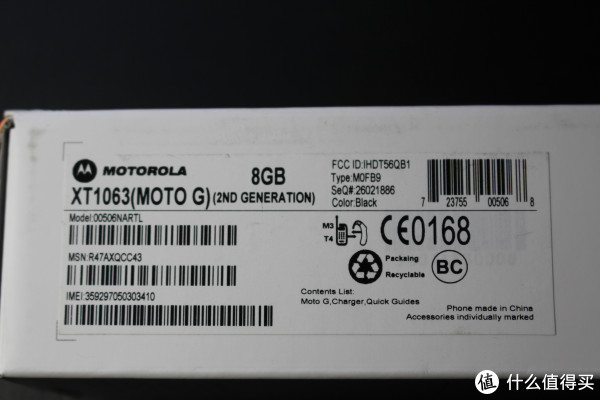 MOTOROLA
XT1063(MOTO G)(2ND GENERATION)
8GB
FCC ID:IHDT56QB1
Type:M0FB9
SeQ#:26021886
Color:Black
7 23755 00506 8
Model:00506NARTL
MSN:R47AXQCC43
IMEI:359297050303410
M3
T4
CE0168
Packaing
Recyclable
BC
Contents List:
Moto G,Charger,Quick Guides
Phone made in China
Accessories individually marked
值 什么值得买